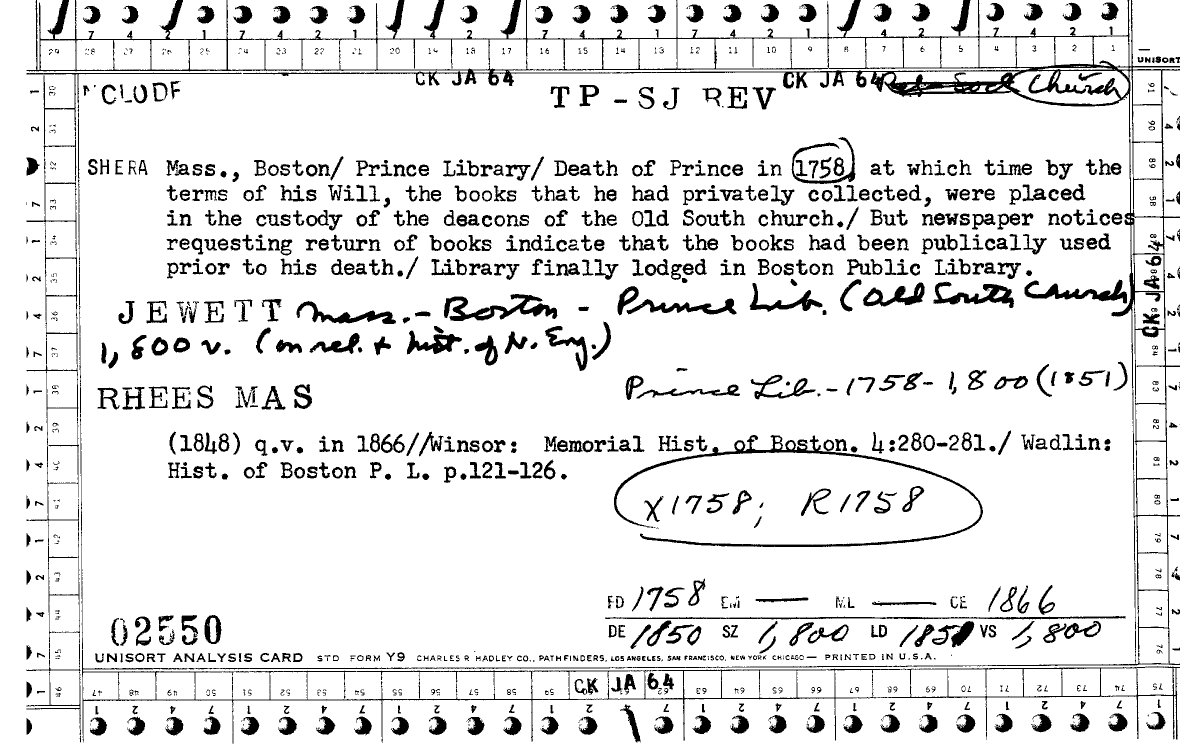 7 4 2 1 7 4 2 1 7 4 2 1 7 4 2 1 7 4 2 1 7 4 2 1 7 4 2 1
29 28 27 26 25 24 23 22 21 20 19 18 17 16 15 14 13 12 11 10 9 8 7 6 5 4 3 2 1
UNISORT
CK JA 64 CK JA 64 Church
TP-SJ REV
SHERA Mass., Boston/ Prince Library/ Death of Prince in 1758, at which time by the
terms of his Will, the books that he had privately collected, were placed
in the custody of the deacons of the Old South church./ But newspaper notices
requesting return of books indicate that the books had been publically used
prior to his death./ Library finally lodged in Boston Public Library.
JEWETT Mass.- Boston - Prince Lib. (Old South Church)
1,800 v. (on rel. + hist. of N. Eng.)
CK JA 64
RHEES MAS Prince Lib.-1758-1,800 (1851)
(1848) q.v. in 1866//Winsor: Memorial Hist. of Boston. 4:280-281./ Wadlin:
Hist. of Boston P. L. p.121-126.
X1758; R1758
FD 1758 EM — ML — CE 1866
02550 DE 1850 SZ 1,800 LD 1851 VS 1,800
UNISORT ANALYSIS CARD STD FORM Y9 CHARLES R HADLEY CO., PATHFINDERS, LOS ANGELES, SAN FRANCISCO, NEW YORK CHICAGO — PRINTED IN U.S.A.
CK JA 64